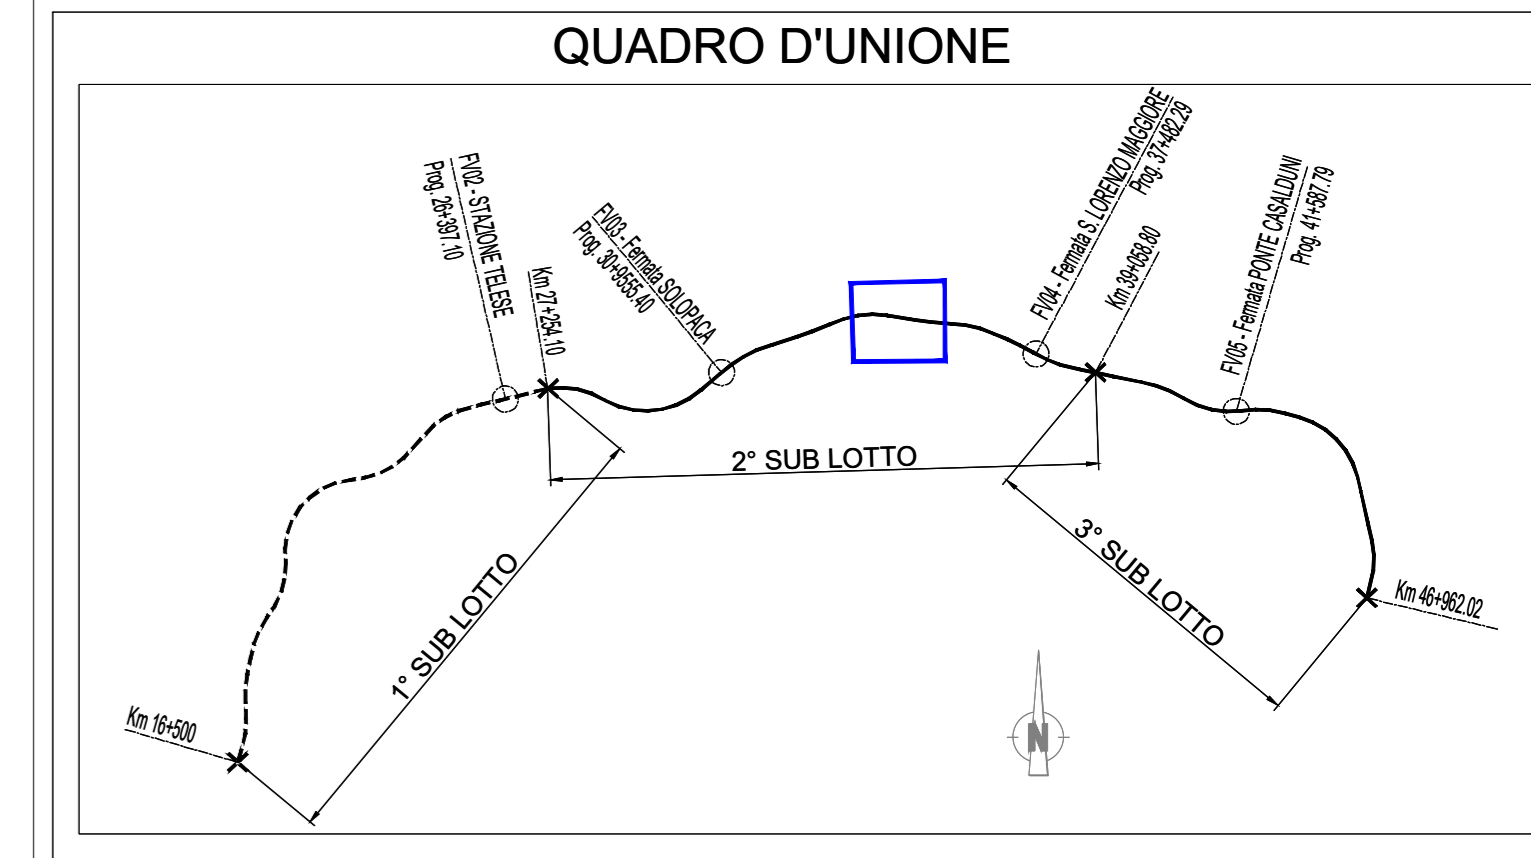 QUADRO D'UNIONE
FV02 - STAZIONE TELESE
Prog. 26+397.10
Km 27+254.10
FV03 - Fermata SOLOPACA
Prog. 30+9555.40
FV04 - Fermata S. LORENZO MAGGIORE
Prog. 37+482.29
Km 39+058.80
FV05 - Fermata PONTE CASALDUNI
Prog. 41+587.79
2° SUB LOTTO
1° SUB LOTTO
3° SUB LOTTO
Km 46+962.02
Km 16+500
N